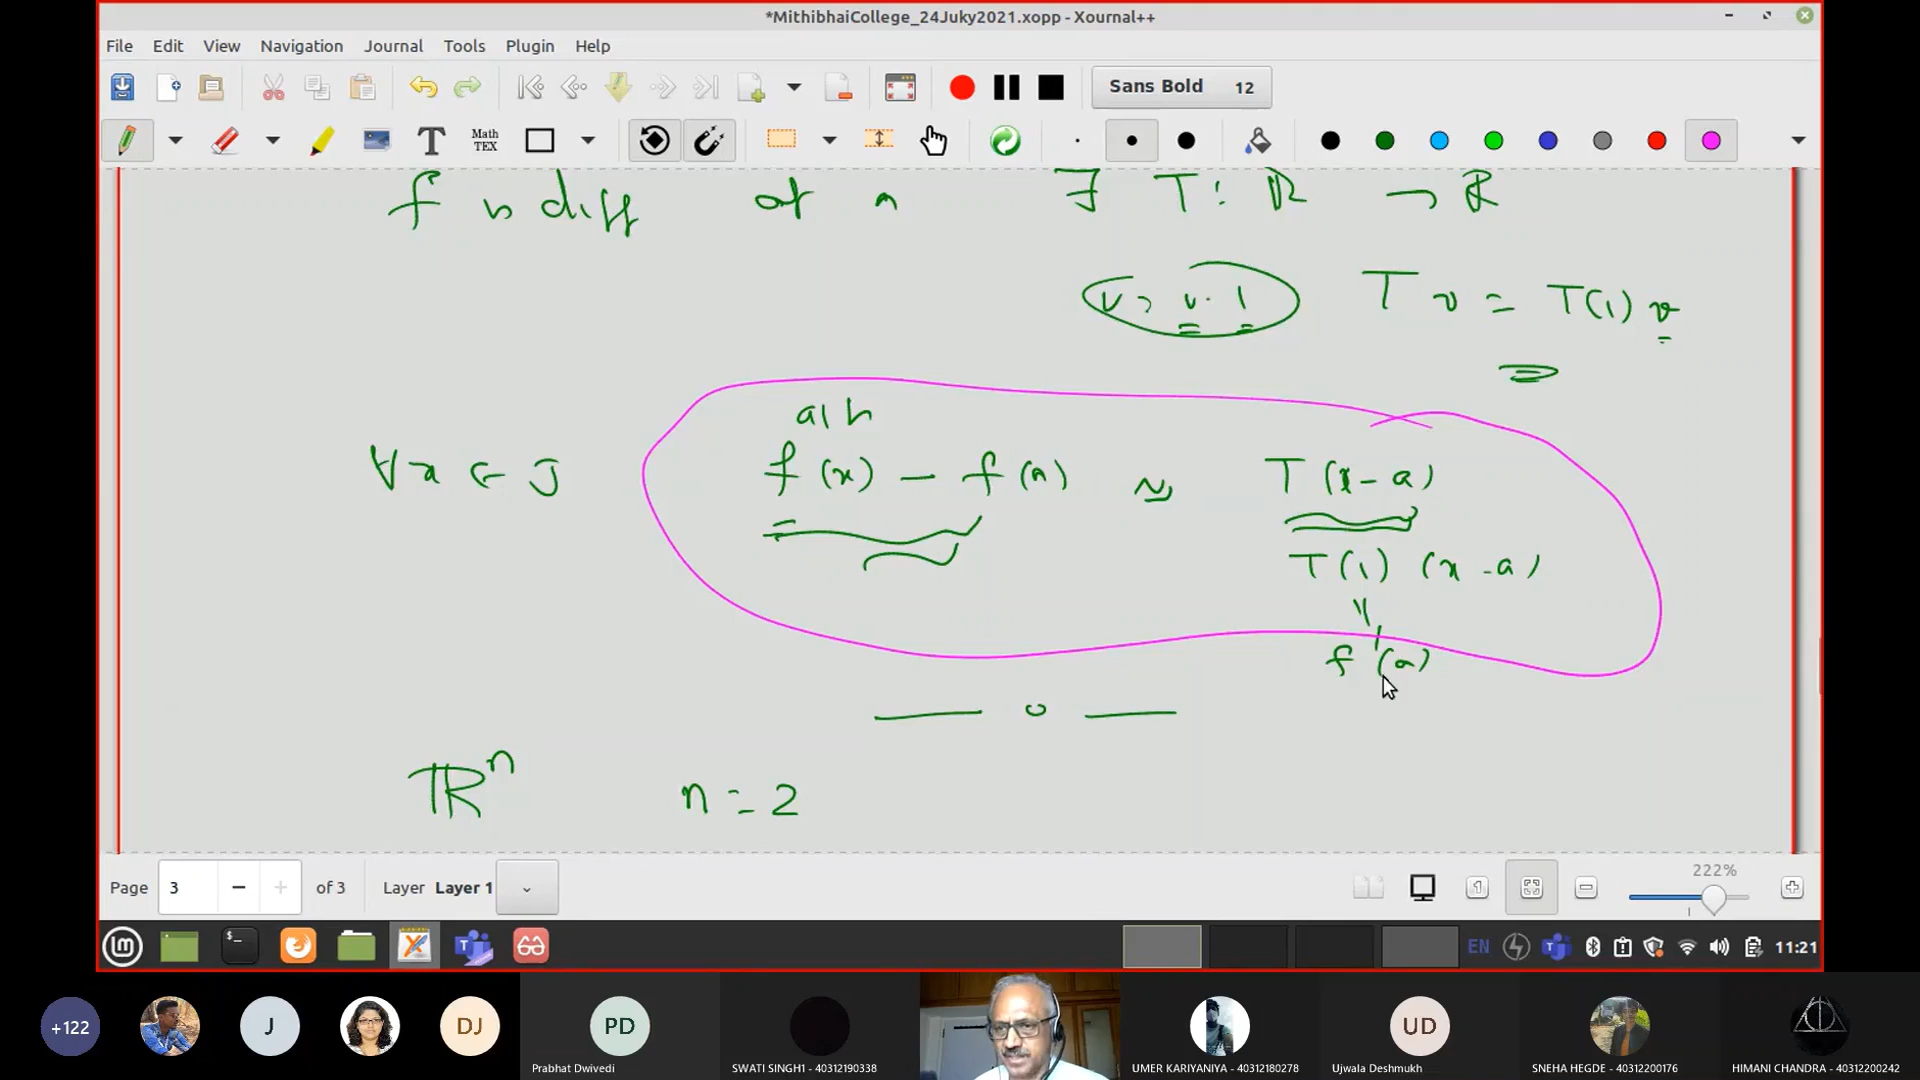 *MithibhaiCollege_24Juky2021.xopp - Xournal++
File Edit View Navigation Journal Tools Plugin Help
Sans Bold 12
T Math TEX
f is diff at a ∃ T: ℝ → ℝ
v = v·1 T v = T(1) v
a, h
∀ x ∈ J f(x) - f(a) ≈ T(x-a)
T(1) (x-a)
||
f'(a)
— o —
ℝⁿ n = 2
Page 3 of 3 Layer Layer 1 222%
EN 11:21
+122 J DJ PD UD
Prabhat Dwivedi SWATI SINGH1 - 40312190338 UMER KARIYANIYA - 40312180278 Ujwala Deshmukh SNEHA HEGDE - 40312200176 HIMANI CHANDRA - 40312200242